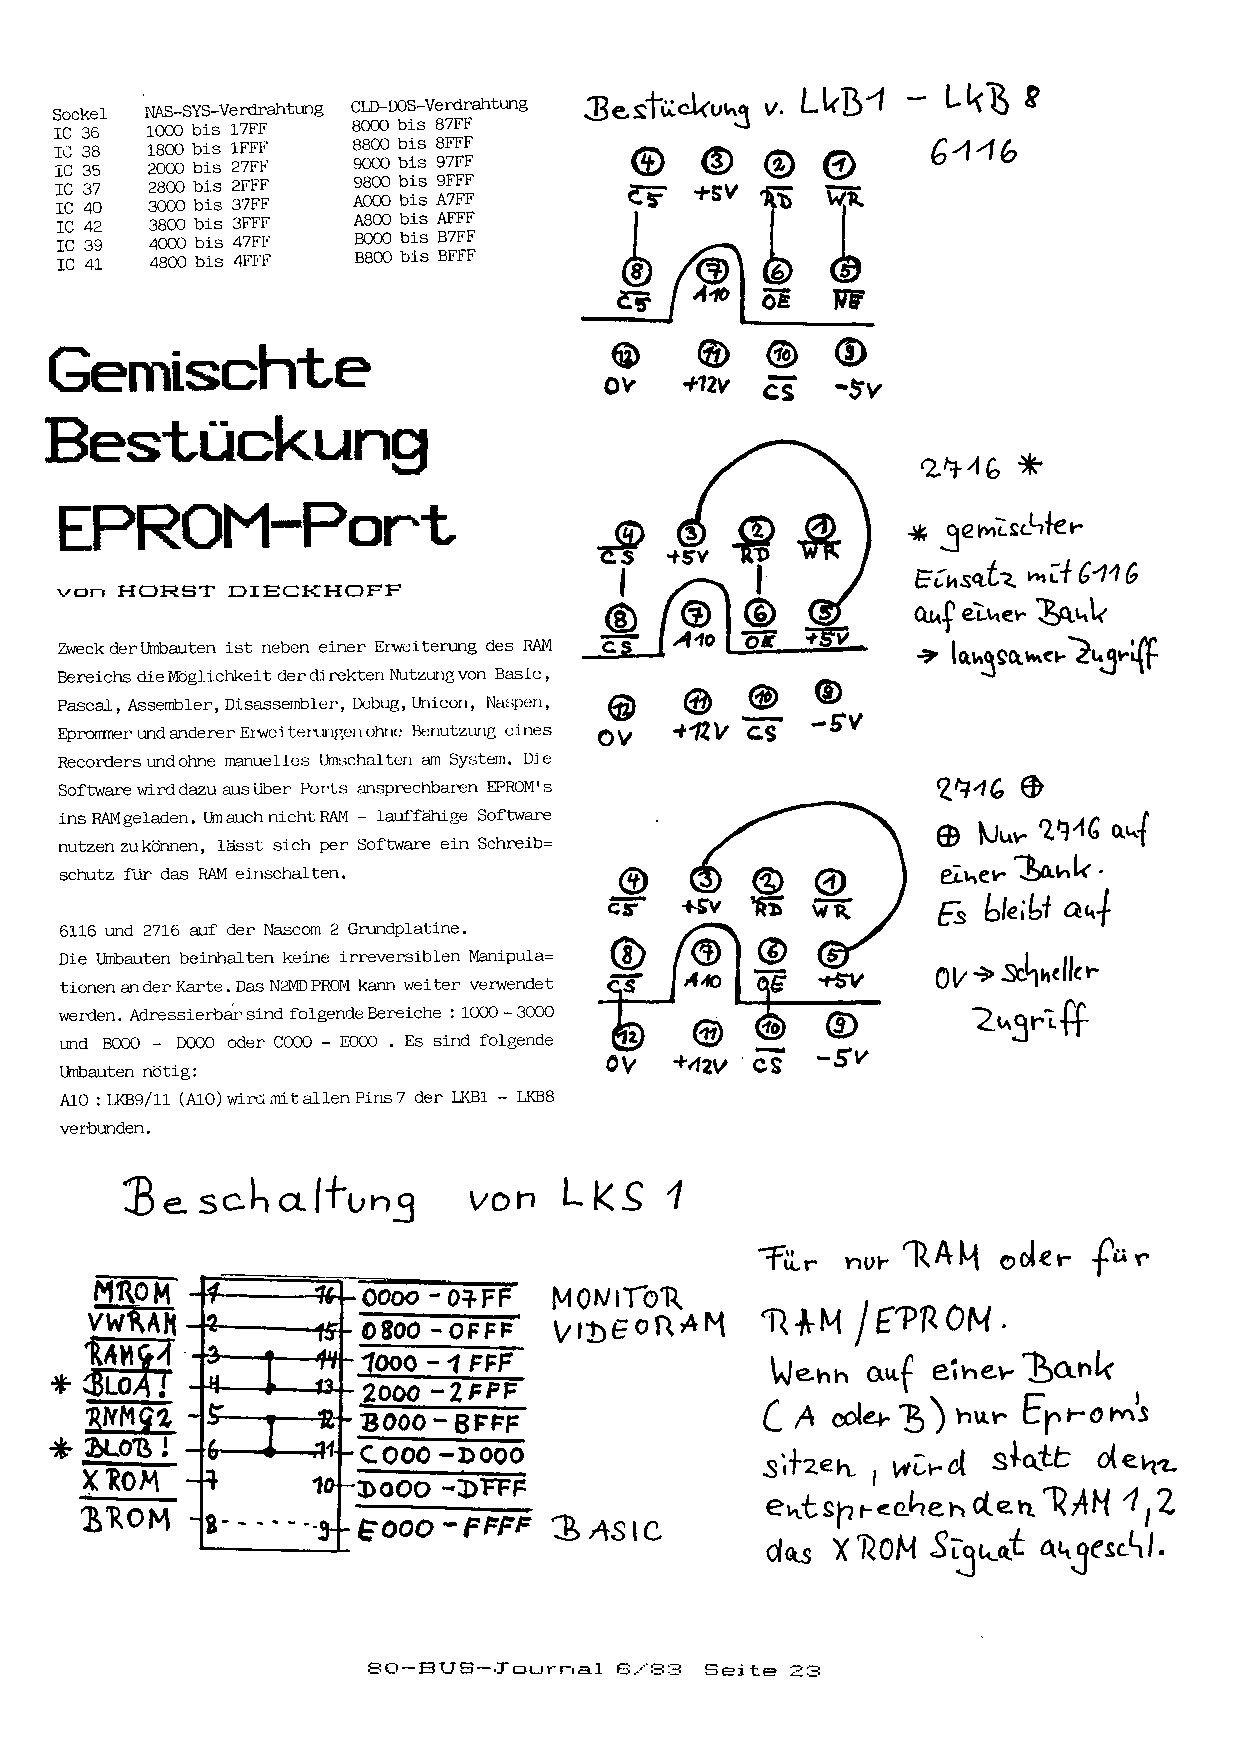 Sockel NAS-SYS-Verdrahtung CLD-DOS-Verdrahtung
IC 36 1000 bis 17FF 8000 bis 87FF
IC 38 1800 bis 1FFF 8800 bis 8FFF
IC 35 2000 bis 27FF 9000 bis 97FF
IC 37 2800 bis 2FFF 9800 bis 9FFF
IC 40 3000 bis 37FF A000 bis A7FF
IC 42 3800 bis 3FFF A800 bis AFFF
IC 39 4000 bis 47FF B000 bis B7FF
IC 41 4800 bis 4FFF B800 bis BFFF
Gemischte
Bestückung
EPROM-Port
von HORST DIECKHOFF
Zweck der Umbauten ist neben einer Erweiterung des RAM
Bereichs die Möglichkeit der direkten Nutzung von Basic,
Pascal, Assembler, Disassembler, Debug, Unicon, Naspen,
Eprommer und anderer Erweiterungen ohne Benutzung eines
Recorders und ohne manuelles Umschalten am System. Die
Software wird dazu aus über Ports ansprechbaren EPROM's
ins RAM geladen. Um auch nicht RAM - lauffähige Software
nutzen zu können, lässt sich per Software ein Schreib=
schutz für das RAM einschalten.
6116 und 2716 auf der Nascom 2 Grundplatine.
Die Umbauten beinhalten keine irreversiblen Manipula=
tionen an der Karte. Das N2MD PROM kann weiter verwendet
werden. Adressierbar sind folgende Bereiche : 1000 - 3000
und B000 - D000 oder C000 - E000 . Es sind folgende
Umbauten nötig:
A10 : LKB9/11 (A10) wird mit allen Pins 7 der LKB1 - LKB8
verbunden.
Bestückung v. LKB1 - LKB 8
6116
4 3 2 1
CS +5V RD WR
8 7 6 5
CS A10 OE WE
12 11 10 9
0V +12V CS -5V
2716 *
* gemischter
Einsatz mit 6116
auf einer Bank
→ langsamer Zugriff
4 3 2 1
CS +5V RD WR
8 7 6 5
CS A10 OE +5V
12 11 10 9
0V +12V CS -5V
2716 ⊕
⊕ Nur 2716 auf
einer Bank.
Es bleibt auf
0V → schneller
Zugriff
4 3 2 1
CS +5V RD WR
8 7 6 5
CS A10 OE +5V
12 11 10 9
0V +12V CS -5V
Beschaltung von LKS 1
MROM 1 16 0000 - 07FF MONITOR
VWRAM 2 15 0800 - 0FFF VIDEORAM
RAMG1 3 14 1000 - 1FFF
* BLOA! 4 13 2000 - 2FFF
RAMG2 5 12 B000 - BFFF
* BLOB! 6 11 C000 - D000
XROM 7 10 D000 - DFFF
BROM 8 9 E000 - FFFF BASIC
Für nur RAM oder für
RAM/EPROM.
Wenn auf einer Bank
(A oder B) nur Eprom's
sitzen, wird statt dem
entsprechenden RAM 1,2
das XROM Signal angeschl.
80-BUS-Journal 6/83 Seite 23